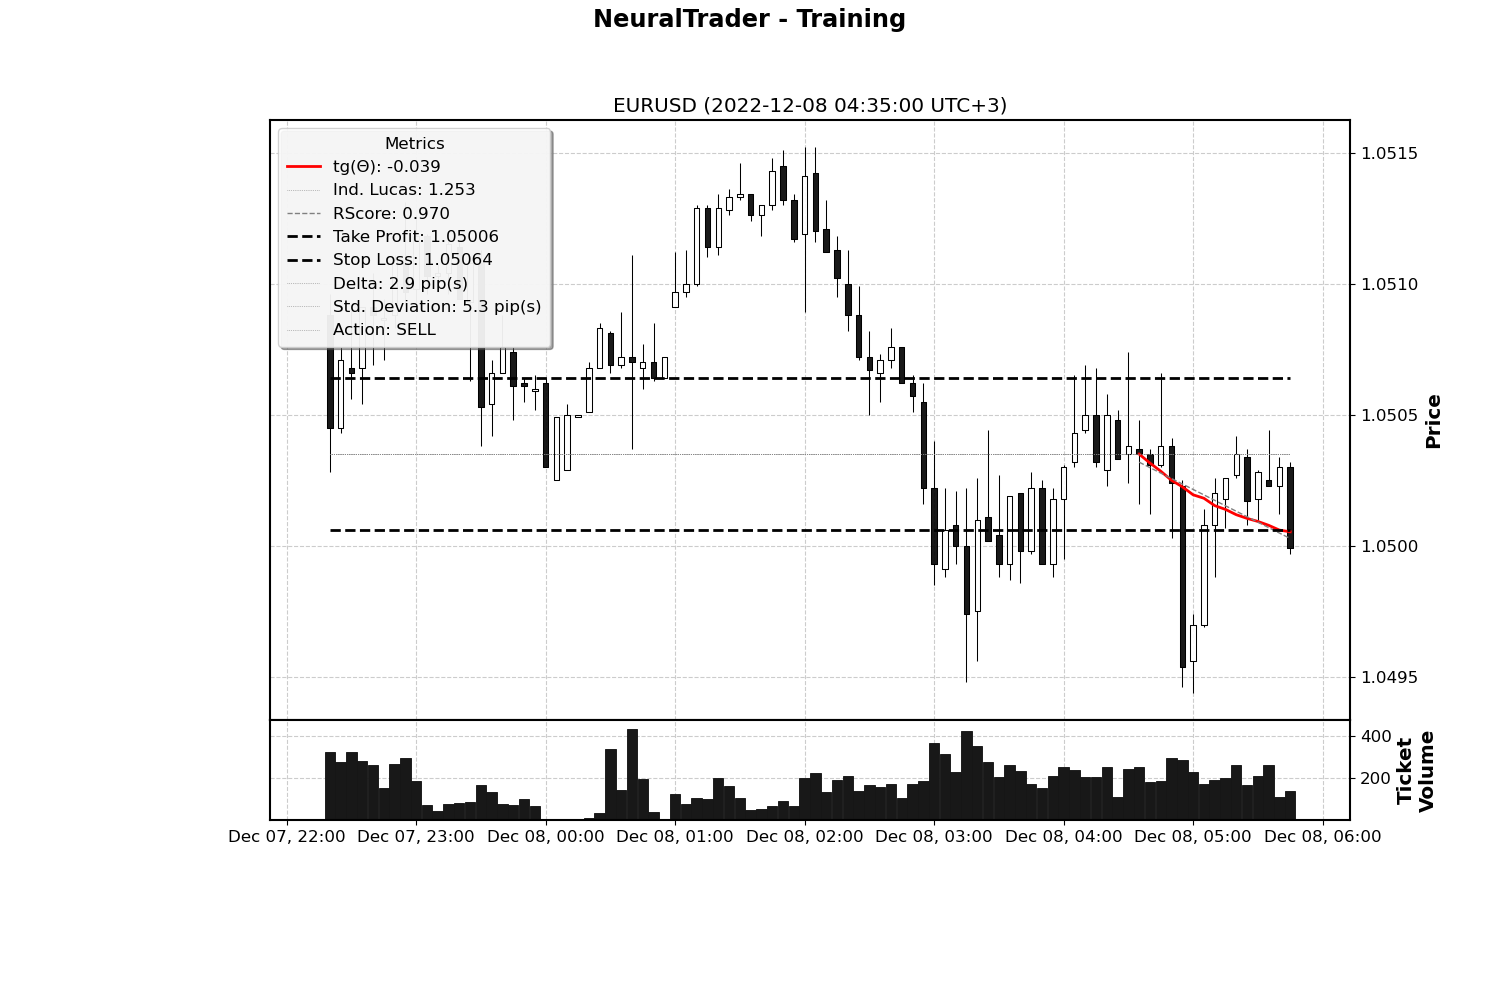 NeuralTrader - Training
EURUSD (2022-12-08 04:35:00 UTC+3)
Metrics
tg(Θ): -0.039
Ind. Lucas: 1.253
RScore: 0.970
Take Profit: 1.05006
Stop Loss: 1.05064
Delta: 2.9 pip(s)
Std. Deviation: 5.3 pip(s)
Action: SELL
1.0515
1.0510
1.0505
1.0500
1.0495
Price
400
200
Ticket
Volume
Dec 07, 22:00 Dec 07, 23:00 Dec 08, 00:00 Dec 08, 01:00 Dec 08, 02:00 Dec 08, 03:00 Dec 08, 04:00 Dec 08, 05:00 Dec 08, 06:00